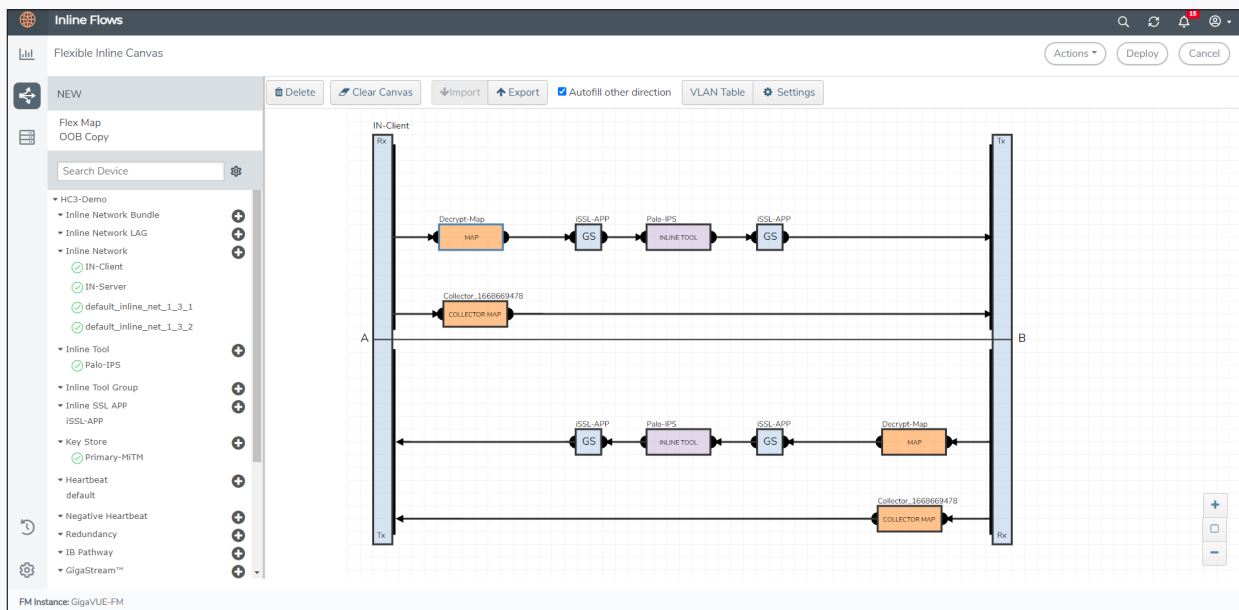 Inline Flows
15
Flexible Inline Canvas
Actions
Deploy
Cancel
NEW
Flex Map
OOB Copy
Search Device
HC3-Demo
Inline Network Bundle
Inline Network LAG
Inline Network
IN-Client
IN-Server
default_inline_net_1_3_1
default_inline_net_1_3_2
Inline Tool
Palo-IPS
Inline Tool Group
Inline SSL APP
iSSL-APP
Key Store
Primary-MiTM
Heartbeat
default
Negative Heartbeat
Redundancy
IB Pathway
GigaStream™
Delete
Clear Canvas
Import
Export
Autofill other direction
VLAN Table
Settings
IN-Client
Rx
Tx
Decrypt-Map
MAP
iSSL-APP
GS
Palo-IPS
INLINE TOOL
iSSL-APP
GS
Collector_1668669478
COLLECTOR MAP
A
B
iSSL-APP
GS
Palo-IPS
INLINE TOOL
iSSL-APP
GS
Decrypt-Map
MAP
Collector_1668669478
COLLECTOR MAP
Tx
Rx
FM Instance: GigaVUE-FM